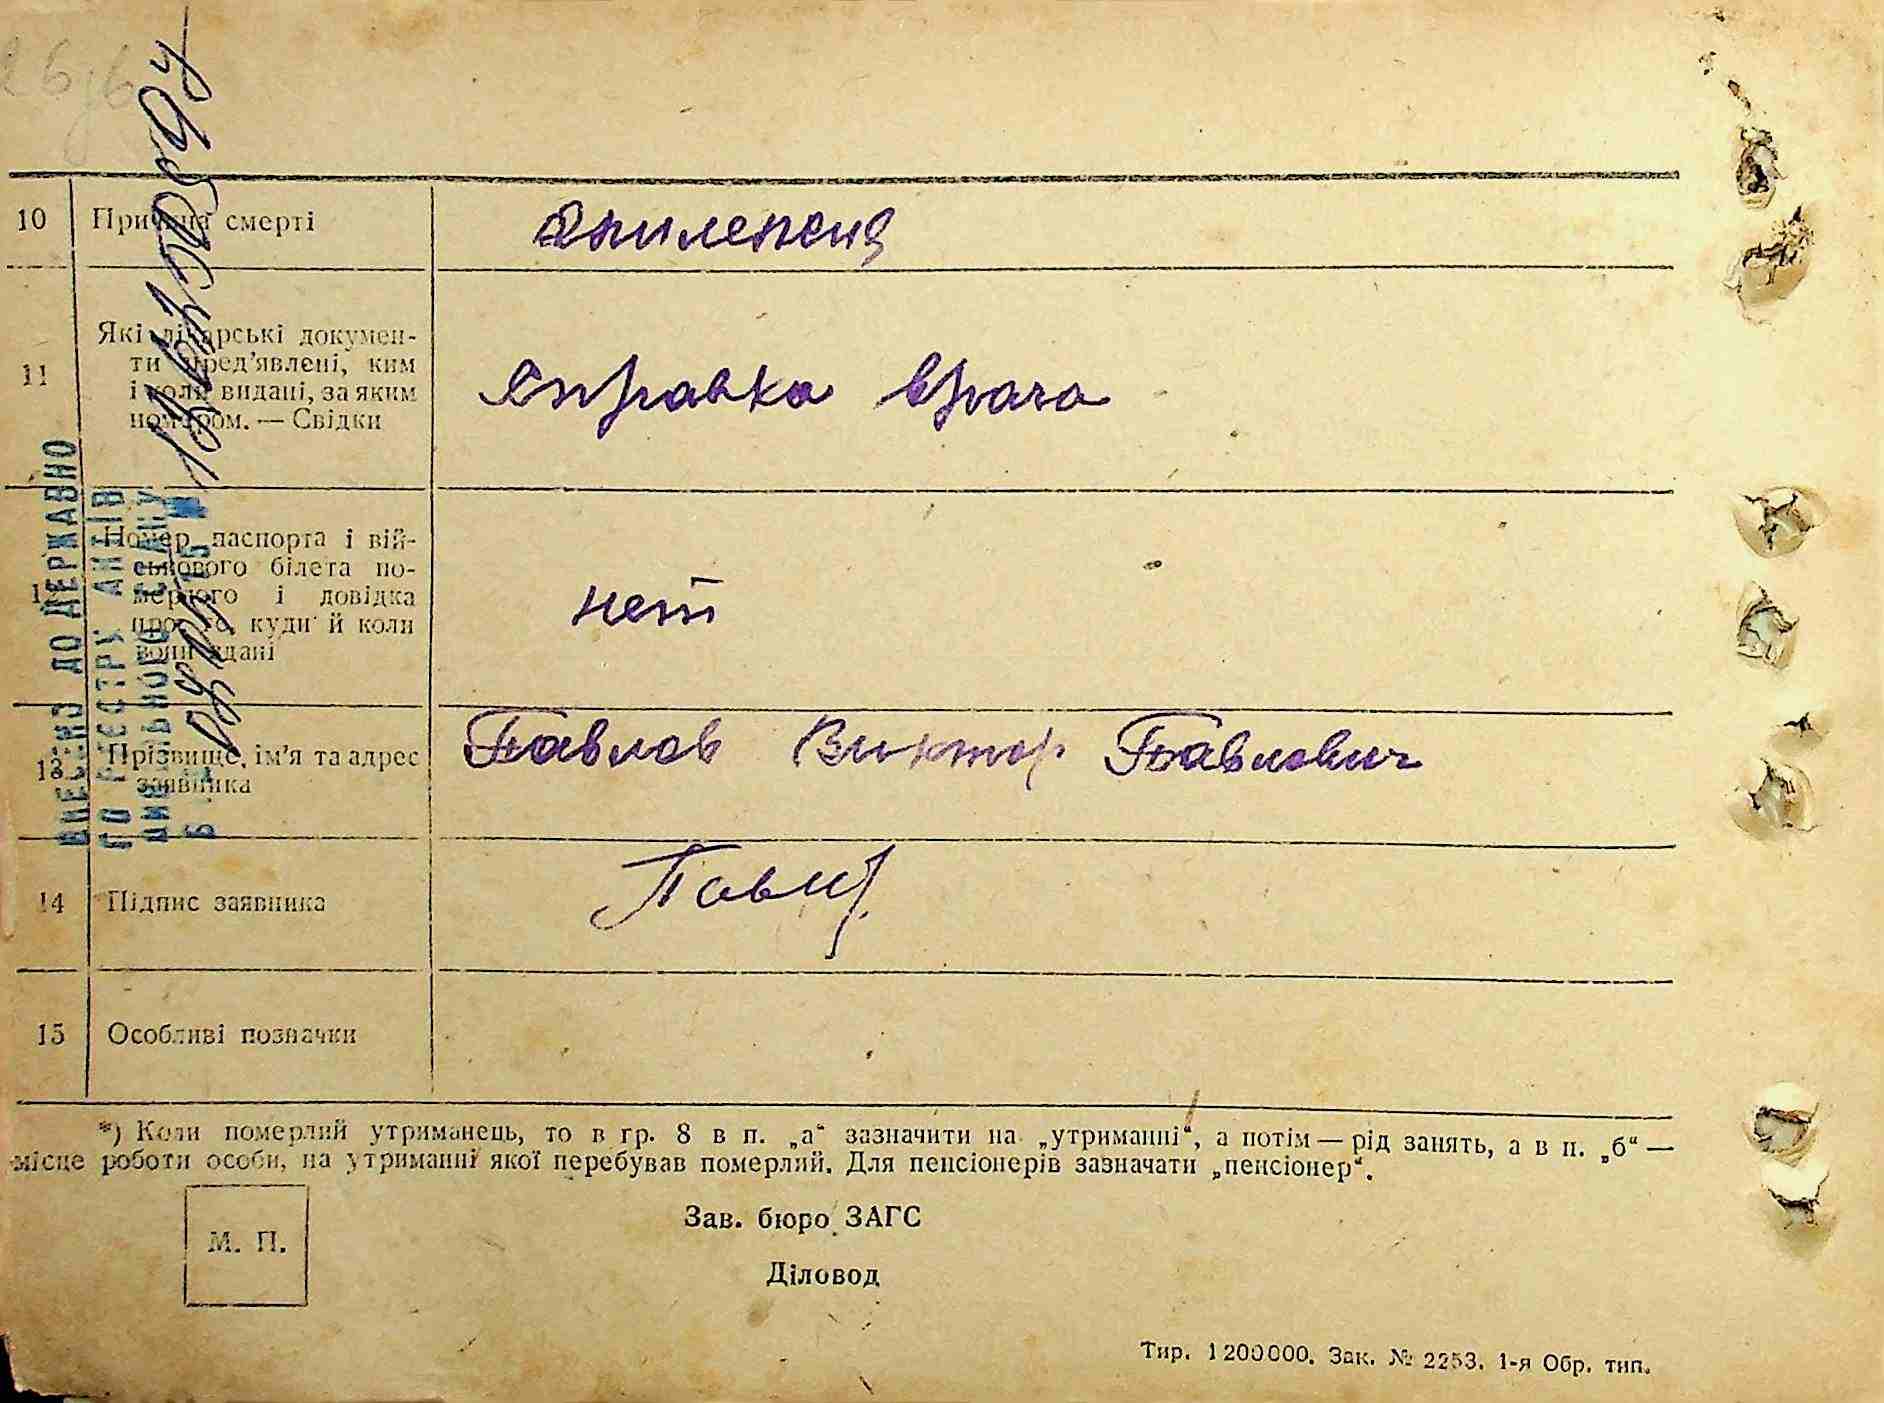 10 Причина смерті Эпилепсия
Які лікарські документи пред'явлені, ким
11 і коли видані, за яким номером. — Свідки Справка врача
Номер паспорта і військового білета померлого і довідка про те, куди й коли вони здані нет
13 Прізвище, ім'я та адрес заявника Павлов Виктор Павлович
14 Підпис заявника Павл
15 Особливі позначки
*) Коли померлий утриманець, то в гр. 8 в п. „а“ зазначити на „утриманні“, а потім — рід занять, а в п. „б“ —
місце роботи особи, на утриманні якої перебував померлий. Для пенсіонерів зазначати „пенсіонер“.
Зав. бюро ЗАГС
М. П.
Діловод
Тир. 1200000. Зак. № 2253. 1-я Обр. тип.
ВНЕСЕНО ДО ДЕРЖАВНО
ГО РЕЄСТРУ АКТІВ
ЦИВІЛЬНОГО СТАНУ